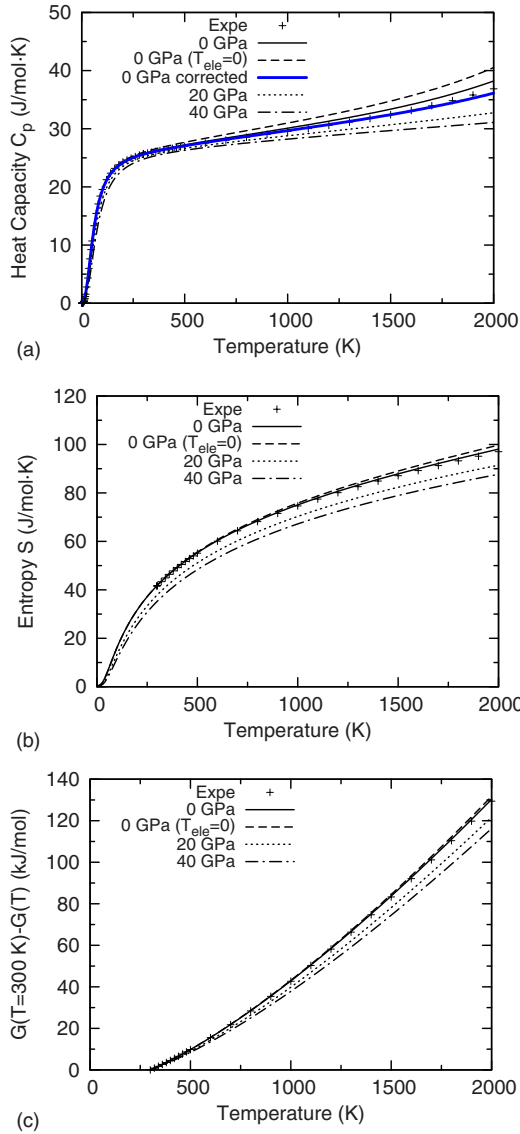 50
40
30
20
10
0
Heat Capacity C_p (J/mol·K)
Expe
0 GPa
0 GPa (T_ele=0)
0 GPa corrected
20 GPa
40 GPa
0 500 1000 1500 2000
Temperature (K)
(a)
120
100
80
60
40
20
0
Entropy S (J/mol·K)
Expe
0 GPa
0 GPa (T_ele=0)
20 GPa
40 GPa
0 500 1000 1500 2000
Temperature (K)
(b)
140
120
100
80
60
40
20
0
G(T=300 K)-G(T) (kJ/mol)
Expe
0 GPa
0 GPa (T_ele=0)
20 GPa
40 GPa
0 500 1000 1500 2000
Temperature (K)
(c)